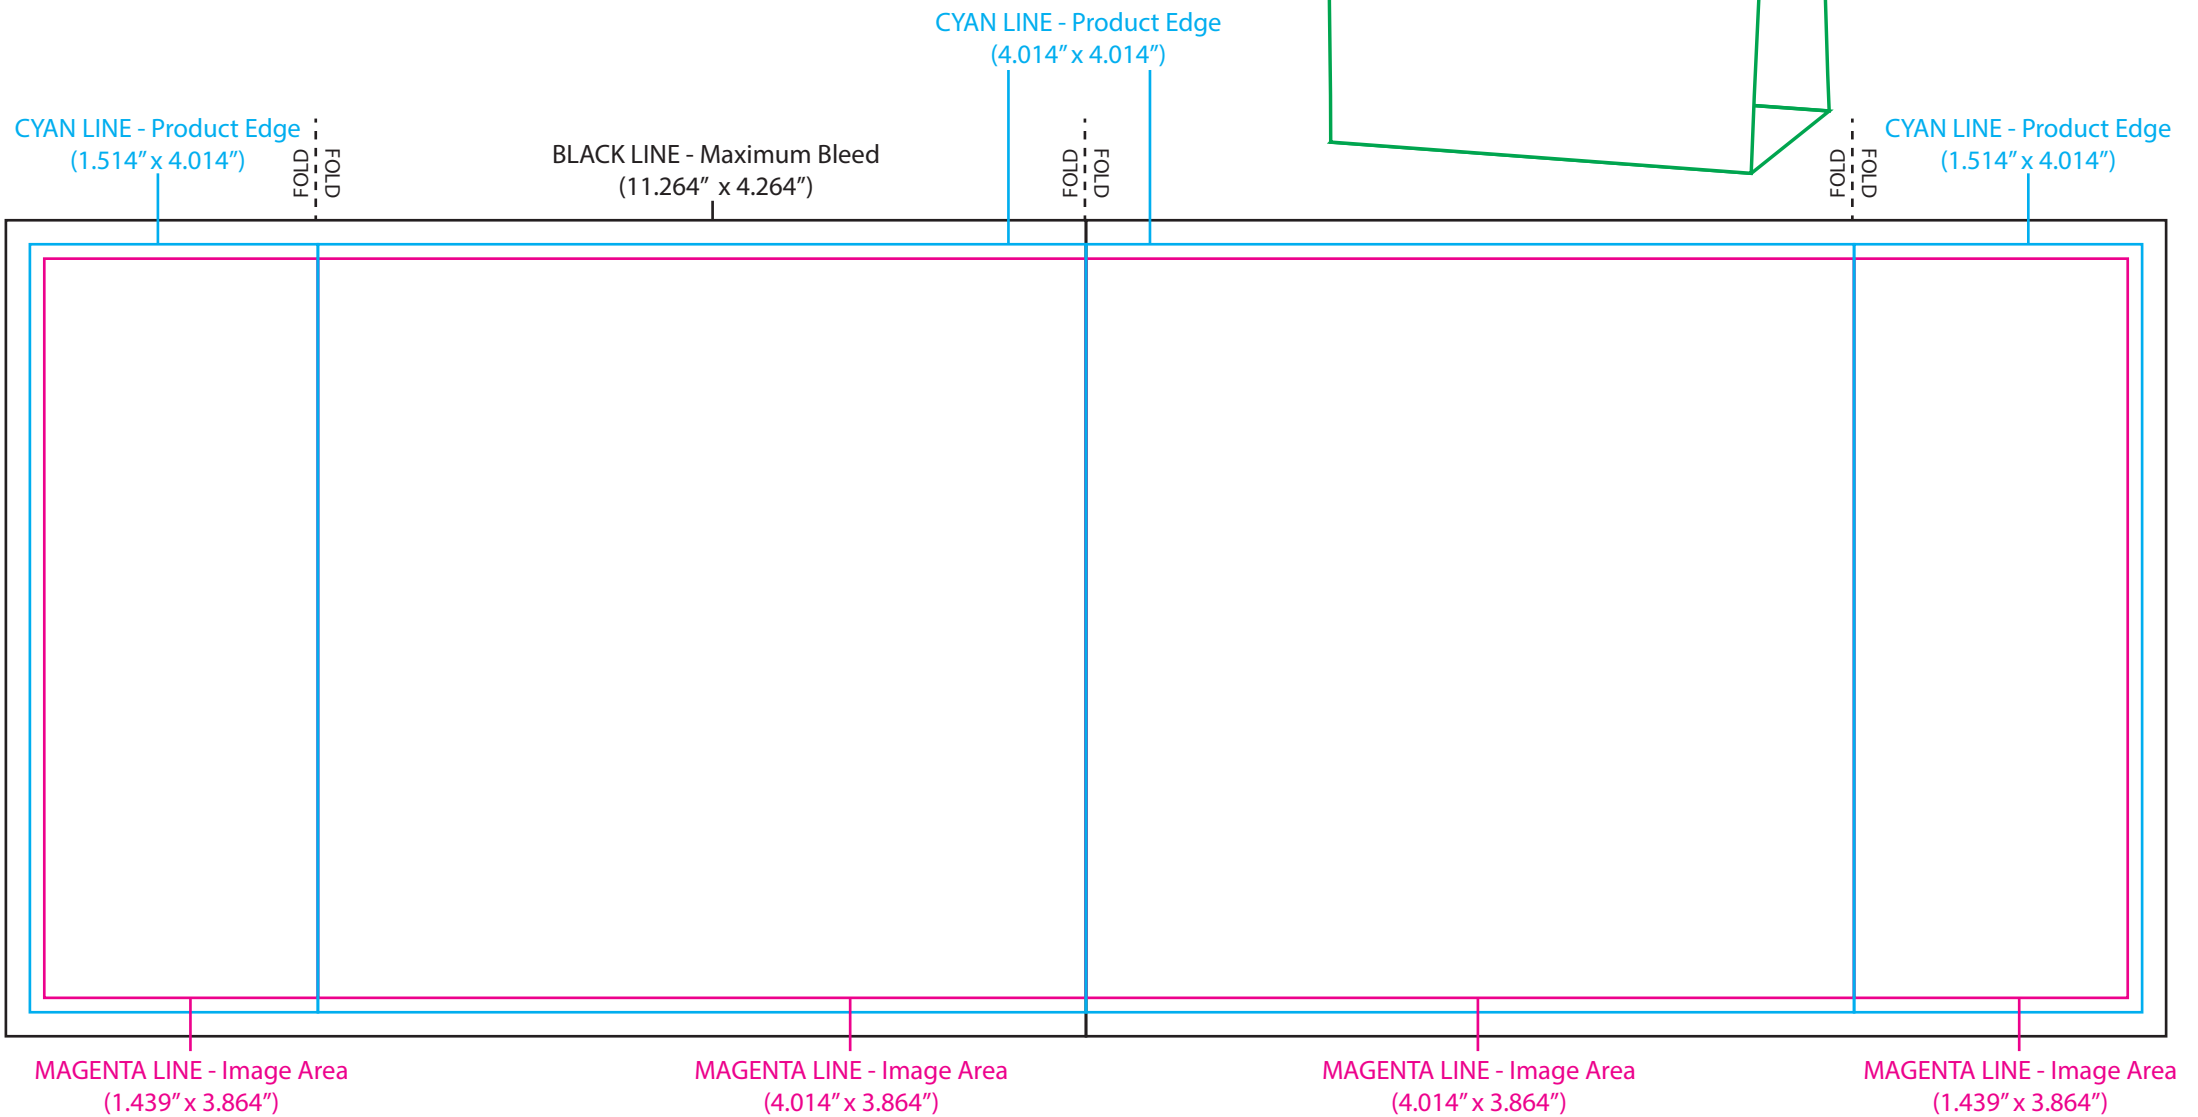 CYAN LINE - Product Edge
(4.014” x 4.014”)
CYAN LINE - Product Edge
(1.514” x 4.014”)
FOLD
FOLD
BLACK LINE - Maximum Bleed
(11.264”  x 4.264”)
FOLD
FOLD
FOLD
FOLD
CYAN LINE - Product Edge
(1.514” x 4.014”)
MAGENTA LINE - Image Area
(1.439” x 3.864”)
MAGENTA LINE - Image Area
(4.014” x 3.864”)
MAGENTA LINE - Image Area
(4.014” x 3.864”)
MAGENTA LINE - Image Area
(1.439” x 3.864”)